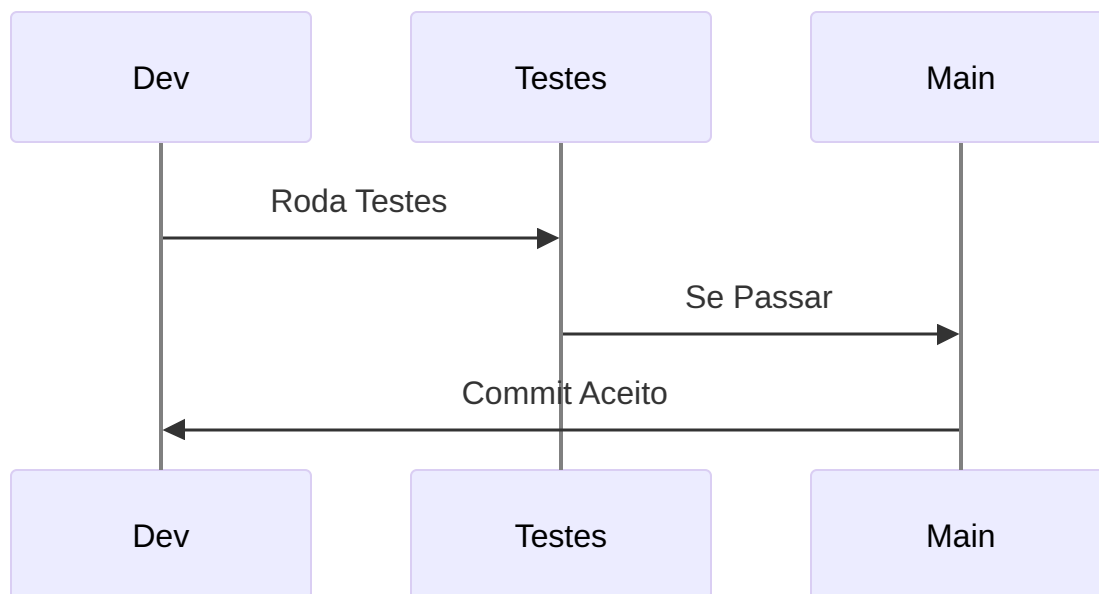 Dev
Testes
Main
Roda Testes
Se Passar
Commit Aceito
Dev
Testes
Main